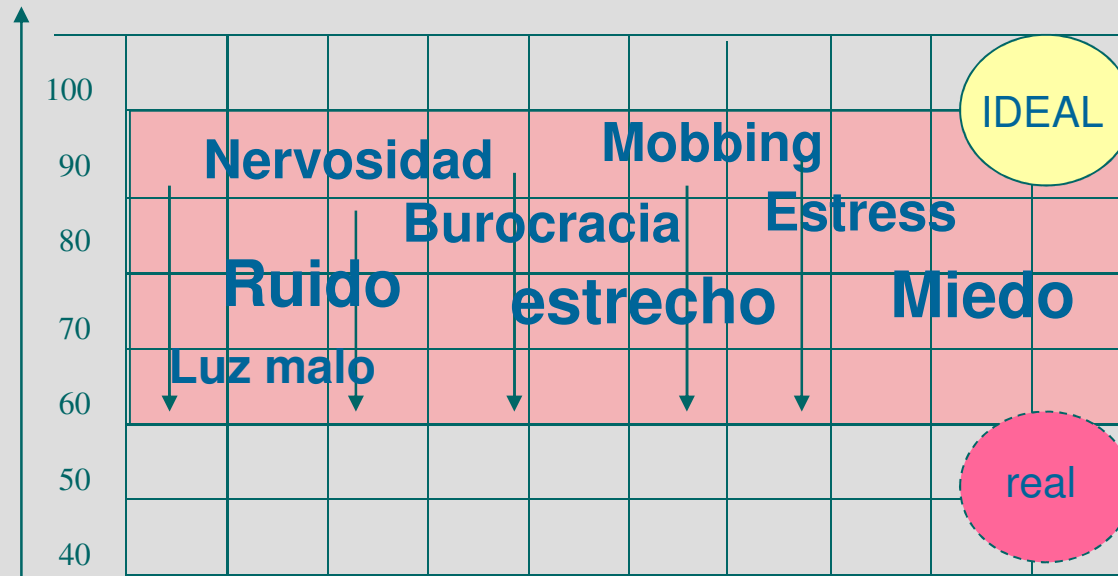 100
IDEAL
Mobbing
Nervosidad
90
Estress
Burocracia
80
Ruido
estrecho
Miedo
70
Luz malo
60
50
real
40